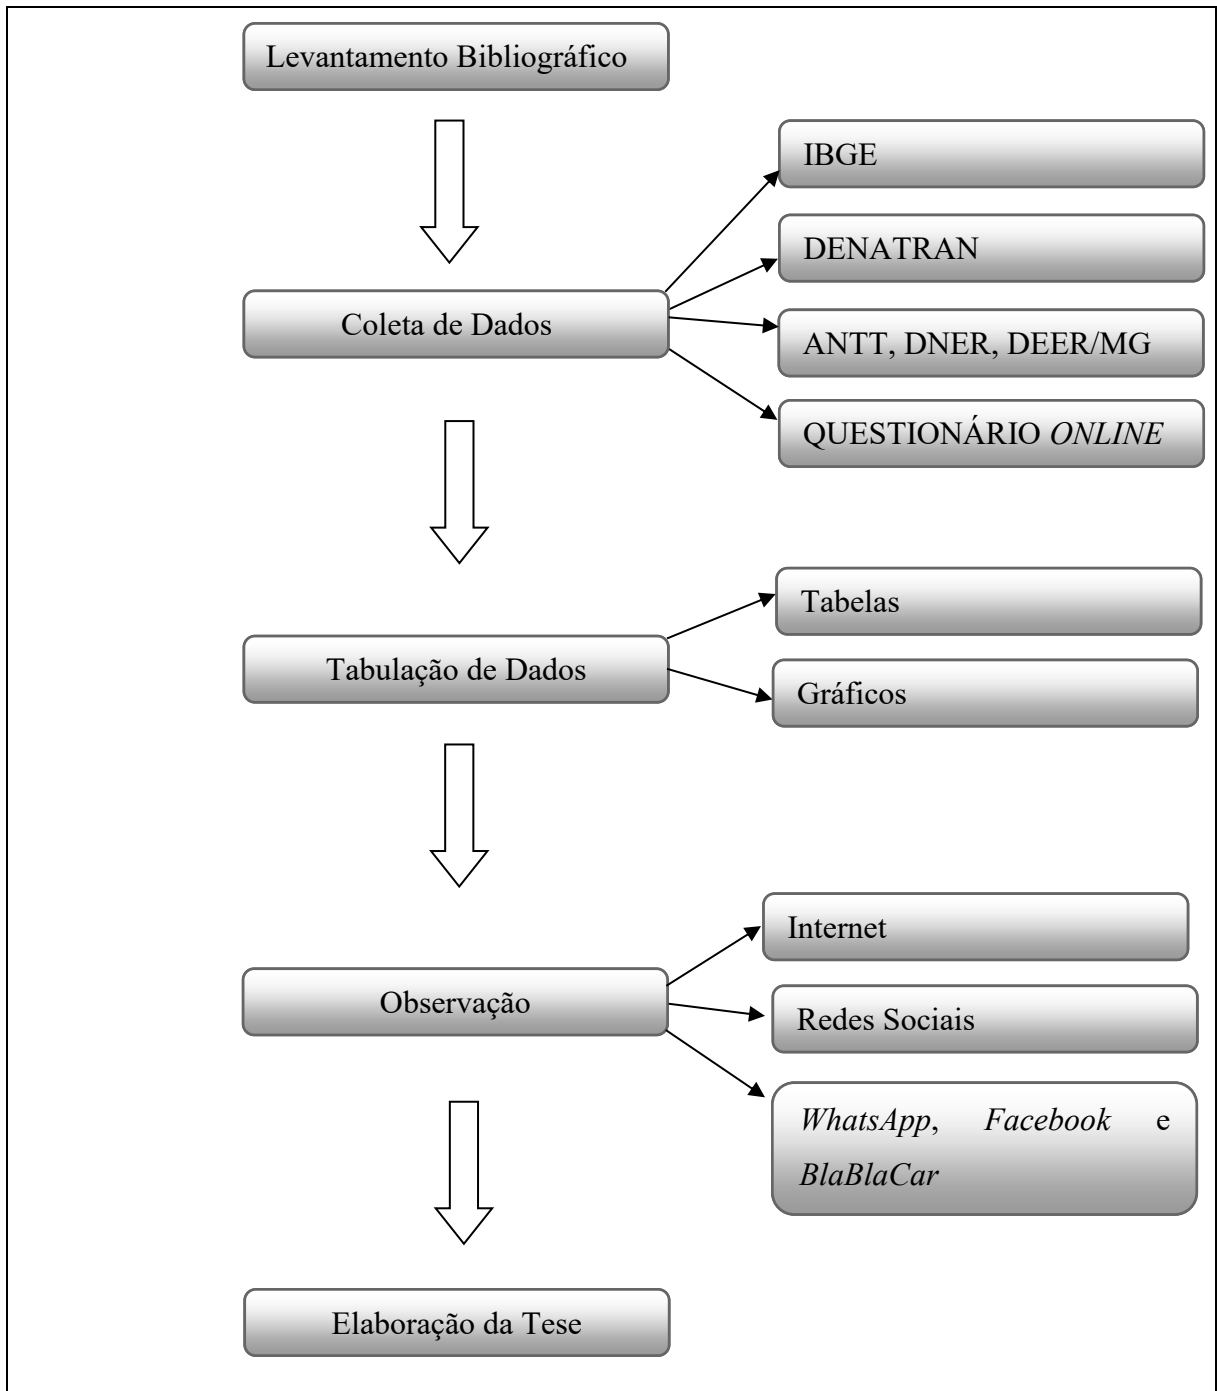 Levantamento Bibliográfico
IBGE
DENATRAN
Coleta de Dados
ANTT, DNER, DEER/MG
QUESTIONÁRIO ONLINE
Tabelas
Tabulação de Dados
Gráficos
Internet
Observação
Redes Sociais
WhatsApp, Facebook e
BlaBlaCar
Elaboração da Tese